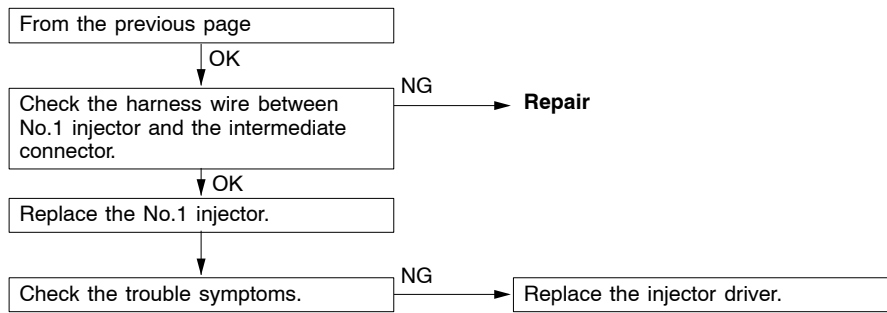 From the previous page
OK
Check the harness wire between
No.1 injector and the intermediate
connector.
NG
Repair
OK
Replace the No.1 injector.
Check the trouble symptoms.
NG
Replace the injector driver.